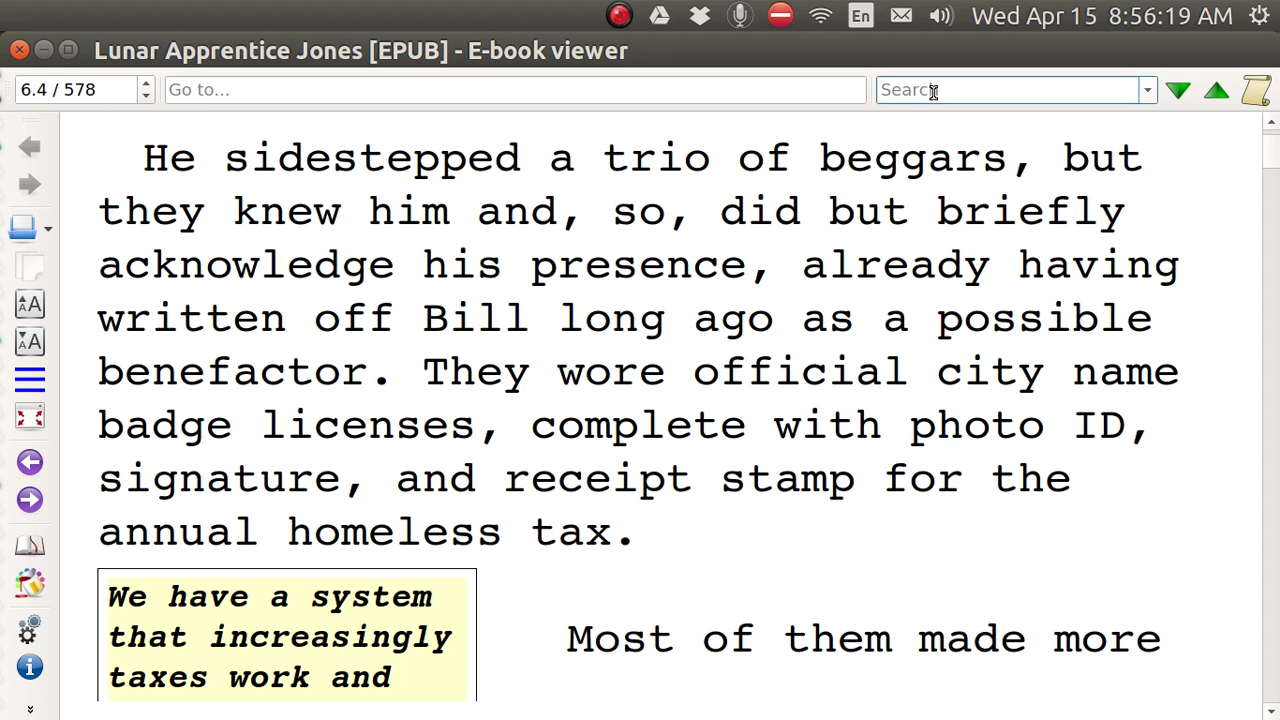 En
Wed Apr 15 8:56:19 AM
Lunar Apprentice Jones [EPUB] - E-book viewer
6.4 / 578
Go to...
Search
He sidestepped a trio of beggars, but
they knew him and, so, did but briefly
acknowledge his presence, already having
written off Bill long ago as a possible
benefactor. They wore official city name
badge licenses, complete with photo ID,
signature, and receipt stamp for the
annual homeless tax.
We have a system
that increasingly
taxes work and
Most of them made more